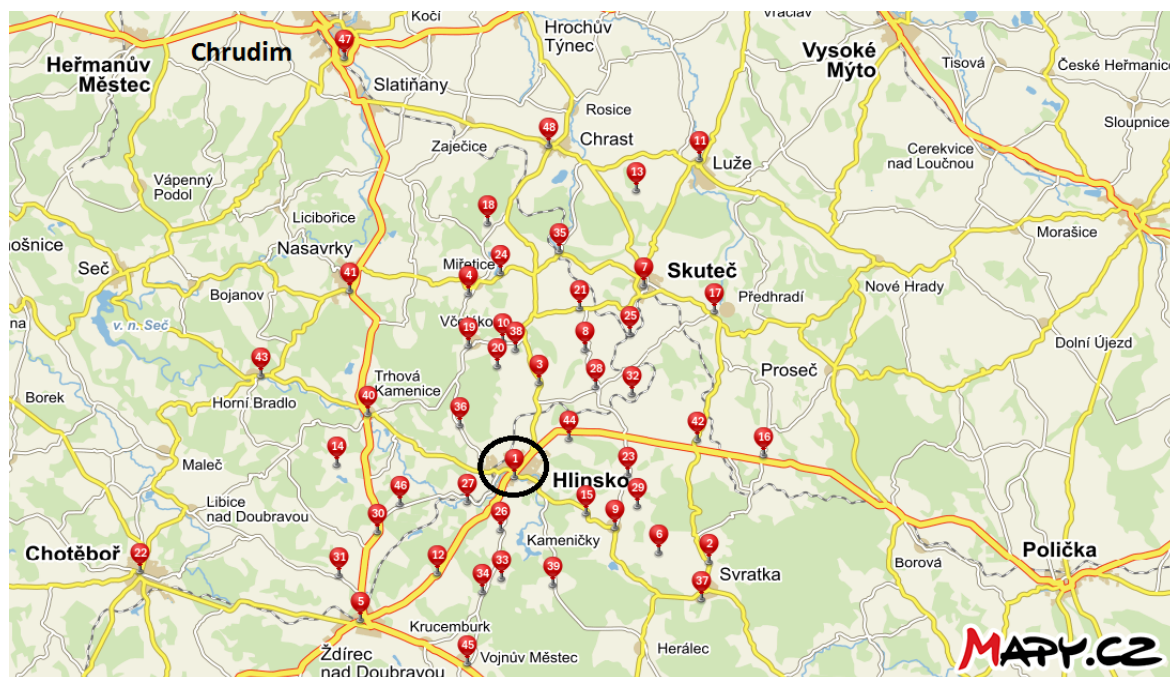 Kočí
Hrochův
Týnec
Vraclav
47
Chrudim
Heřmanův
Městec
Vysoké
Mýto
Tisová
České Heřmanice
Slatiňany
Rosice
Sloupnice
48
Chrast
11
Zaječice
Cerekvice
nad Loučnou
Luže
13
Vápenný
Podol
18
Licibořice
35
Morašice
nošnice
Nasavrky
24
Seč
Miřetice
7
Skuteč
41
4
Nové Hrady
Bojanov
21
17
Předhradí
v. n. Seč
25
10
19
38
8
20
Dolní Újezd
43
3
28
32
Proseč
Trhová
Kamenice
Borek
40
Horní Bradlo
36
44
42
16
14
Maleč
1
23
Hlinsko
46
27
29
15
Libice
nad Doubravou
30
26
9
Kameničky
6
2
Chotěboř
22
31
12
33
Borová
Polička
34
39
Svratka
37
5
Krucemburk
45
Vojnův Městec
Herálec
Ždírec
nad Doubravou
MAPY.CZ